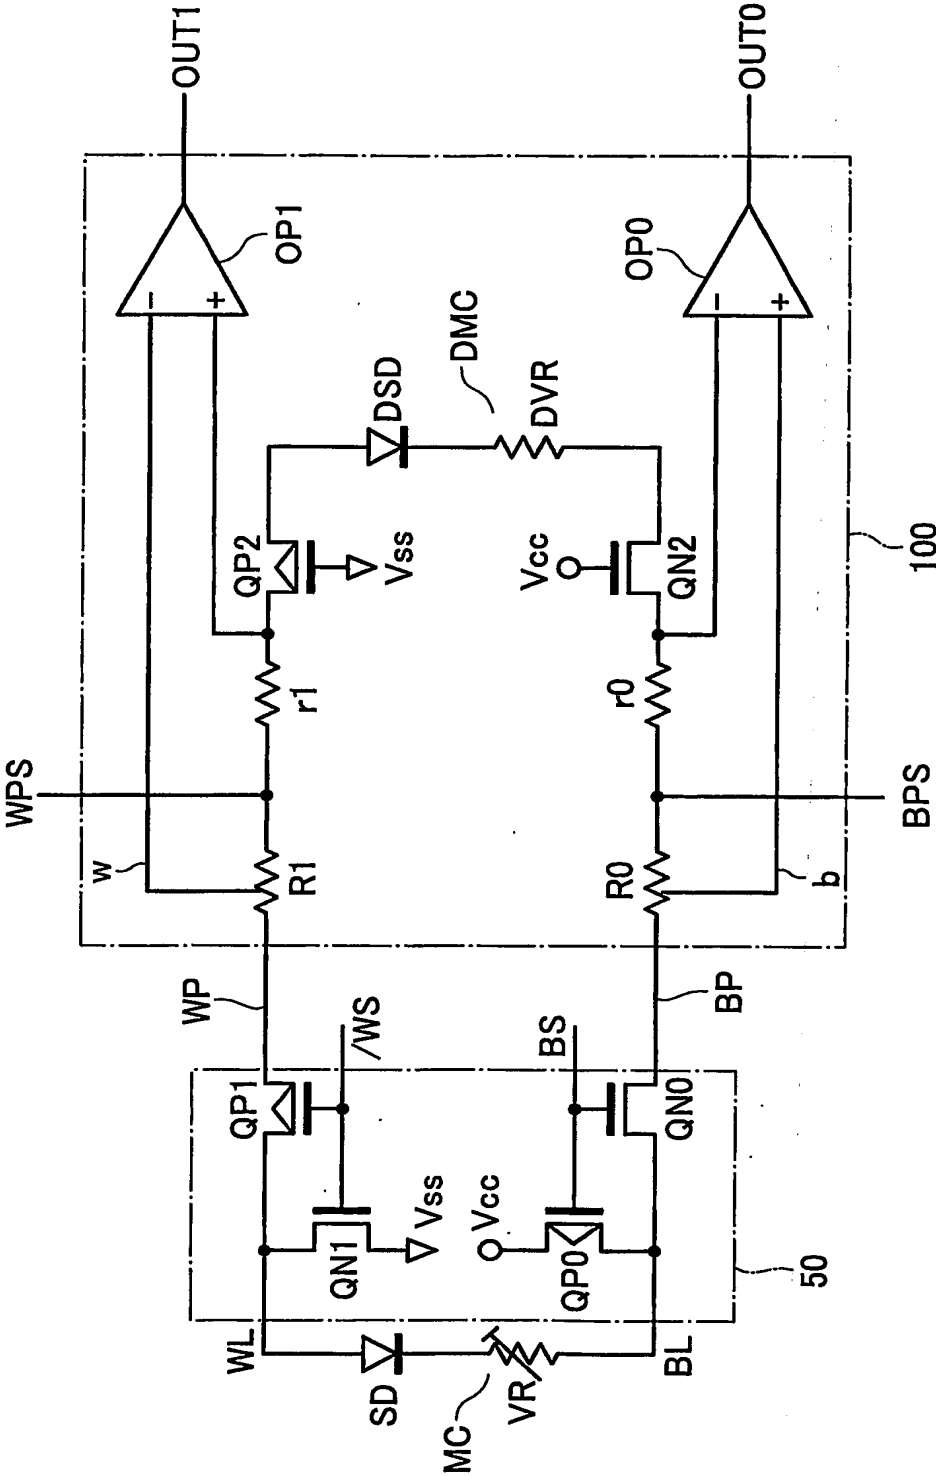 OUT1
OUT0
OP1
OP0
−
+
−
+
DMC
DSD
DVR
QP2
Vss
Vcc
QN2
100
r1
r0
WPS
BPS
w
R1
R0
b
WP
BP
/WS
BS
QP1
QN0
Vss
Vcc
QN1
QP0
50
WL
BL
SD
VR
MC